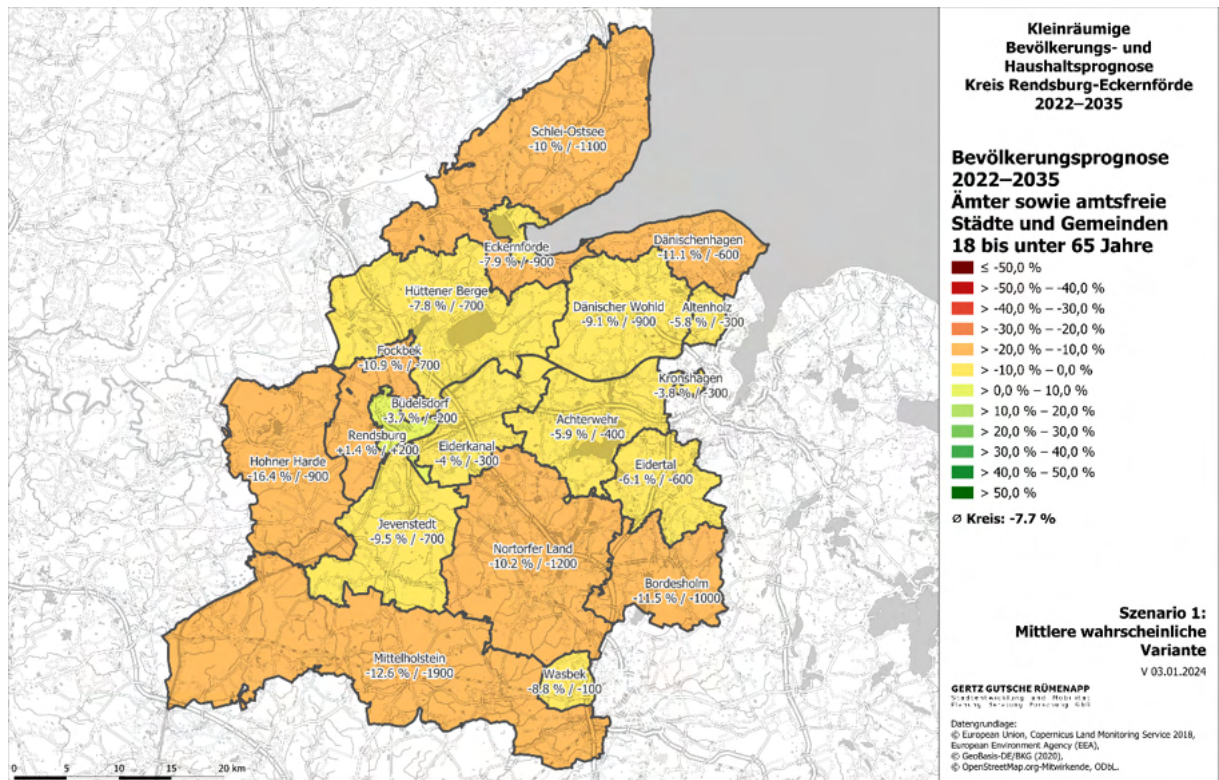 Schlei-Ostsee
-10 % / -1100
Eckernförde
-7.9 % / -900
Dänischenhagen
-11.1 % / -600
Hüttener Berge
-7.8 % / -700
Dänischer Wohld
-9.1 % / -900
Altenholz
-5.8 % / -300
Fockbek
-10.9 % / -700
Kronshagen
-3.8 % / -300
Büdelsdorf
-3.7 % / -200
Achterwehr
-5.9 % / -400
Rendsburg
+1.4 % / +200
Eiderkanal
-4 % / -300
Hohner Harde
-16.4 % / -900
Eidertal
-6.1 % / -600
Jevenstedt
-9.5 % / -700
Nortorfer Land
-10.2 % / -1200
Bordesholm
-11.5 % / -1000
Mittelholstein
-12.6 % / -1900
Wasbek
-8.8 % / -100
0 5 10 15 20 km
Kleinräumige
Bevölkerungs- und
Haushaltsprognose
Kreis Rendsburg-Eckernförde
2022–2035
Bevölkerungsprognose
2022–2035
Ämter sowie amtsfreie
Städte und Gemeinden
18 bis unter 65 Jahre
≤ -50,0 %
> -50,0 % – -40,0 %
> -40,0 % – -30,0 %
> -30,0 % – -20,0 %
> -20,0 % – -10,0 %
> -10,0 % – 0,0 %
> 0,0 % – 10,0 %
> 10,0 % – 20,0 %
> 20,0 % – 30,0 %
> 30,0 % – 40,0 %
> 40,0 % – 50,0 %
> 50,0 %
Ø Kreis: -7.7 %
Szenario 1:
Mittlere wahrscheinliche
Variante
V 03.01.2024
GERTZ GUTSCHE RÜMENAPP
Stadtentwicklung und Mobilität
Planung Beratung Forschung GbR
Datengrundlage:
© European Union, Copernicus Land Monitoring Service 2018,
European Environment Agency (EEA),
© GeoBasis-DE/BKG (2020),
© OpenStreetMap.org-Mitwirkende, ODbL.